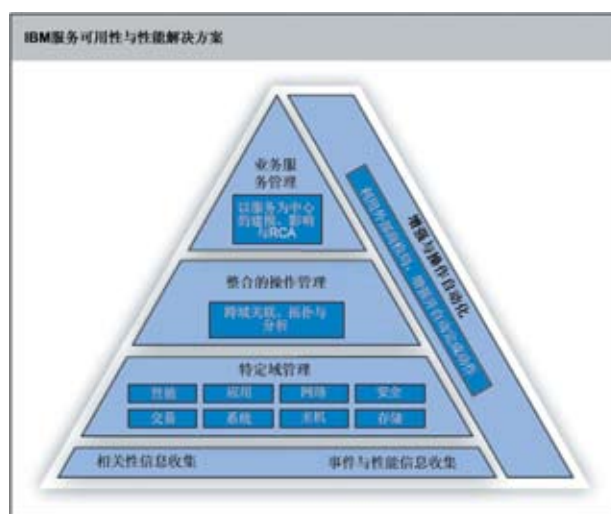 IBM服务可用性与性能解决方案
业务服
务管理
以服务为中心
的建模、影响
与RCA
整合的操作管理
跨域关联、拓扑与
分析
特定域管理
性能
应用
网络
安全
交易
系统
主机
存储
相关性信息收集
事件与性能信息收集
增强与操作自动化